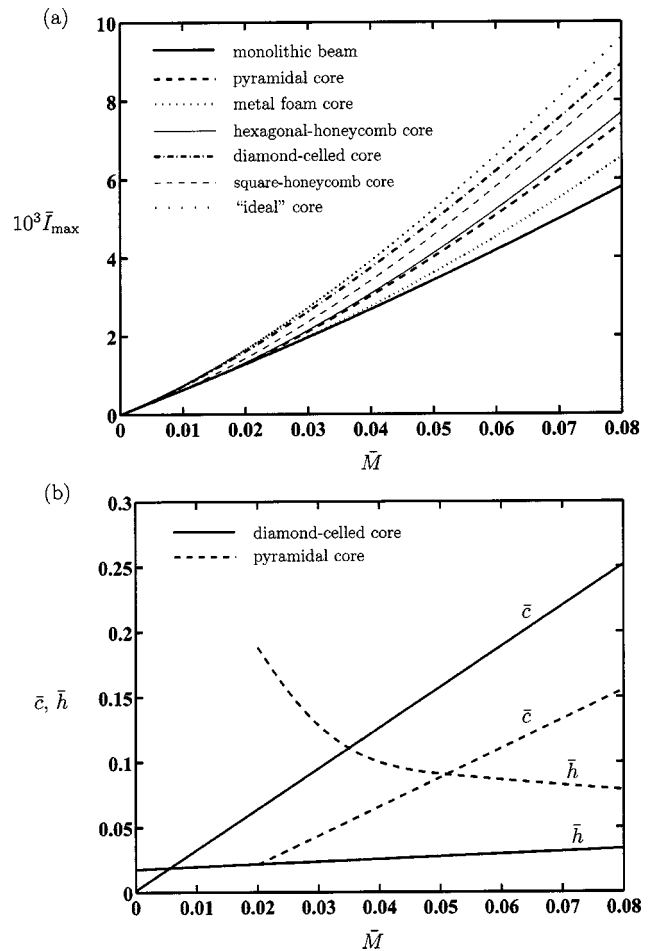 (a)
10
8
6
4
2
0
10³Īmax
monolithic beam
pyramidal core
metal foam core
hexagonal-honeycomb core
diamond-celled core
square-honeycomb core
"ideal" core
0 0.01 0.02 0.03 0.04 0.05 0.06 0.07 0.08
M̄
(b)
0.3
0.25
0.2
0.15
0.1
0.05
0
c̄, h̄
diamond-celled core
pyramidal core
c̄
c̄
h̄
h̄
0 0.01 0.02 0.03 0.04 0.05 0.06 0.07 0.08
M̄